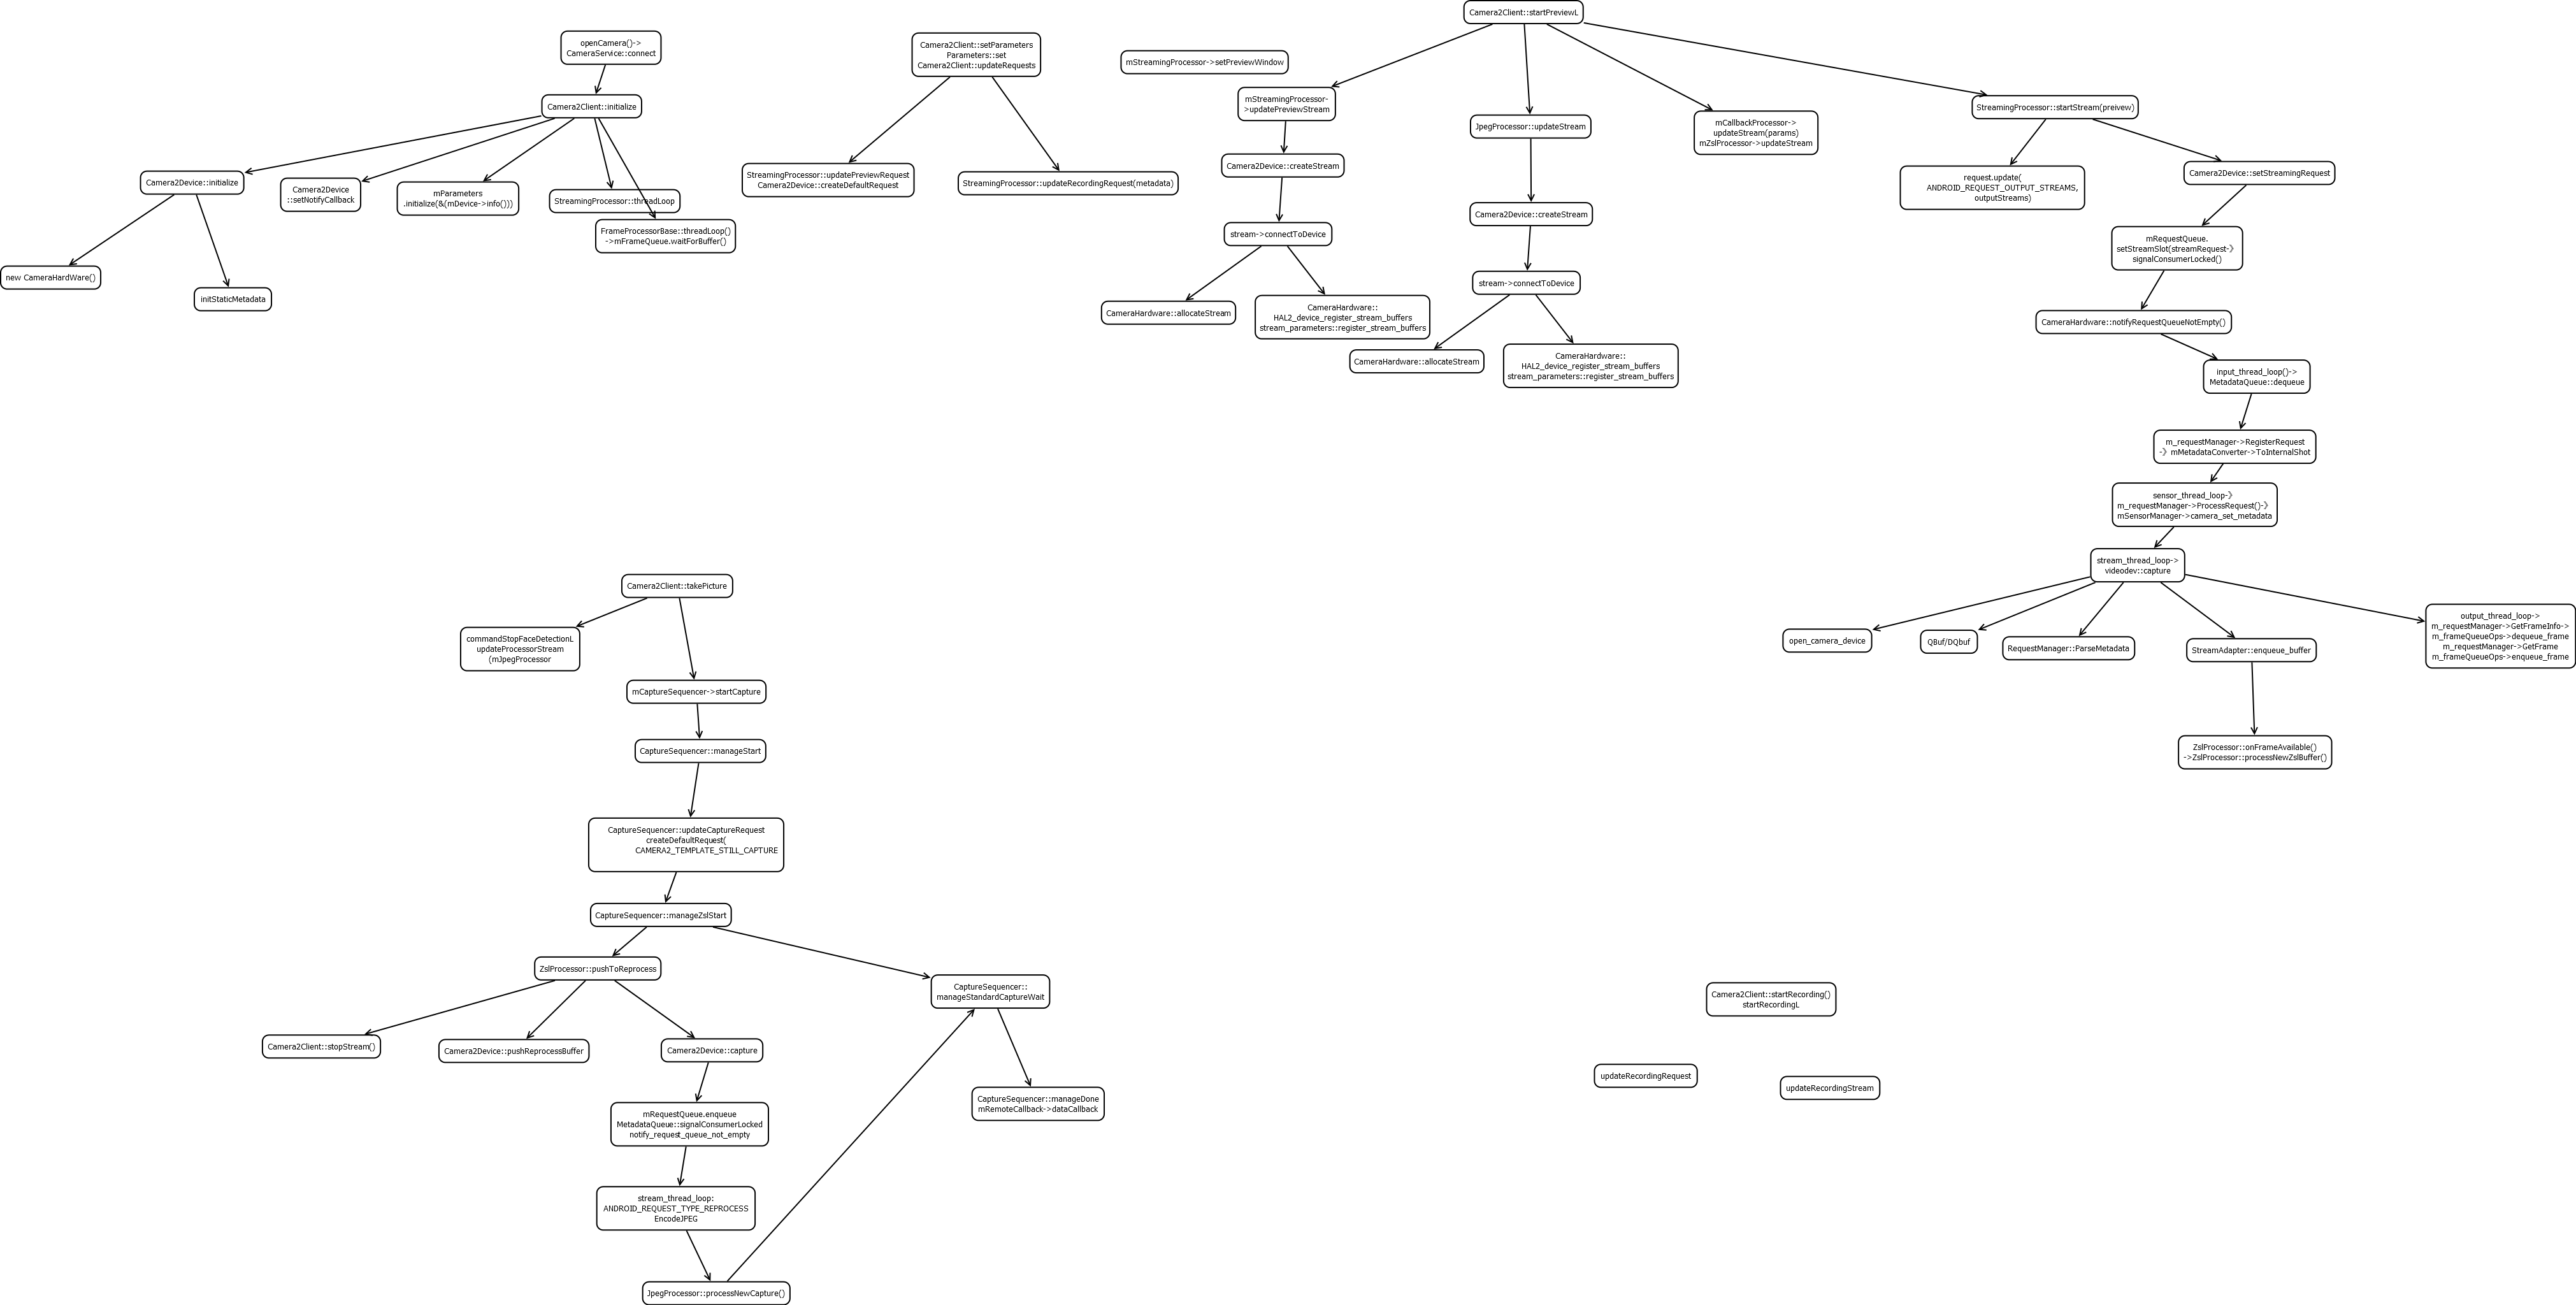 openCamera()->
CameraService::connect
Camera2Client::initialize
Camera2Device::initialize
Camera2Device
::setNotifyCallback
mParameters
.initialize(&(mDevice->info()))
StreamingProcessor::threadLoop
FrameProcessorBase::threadLoop()
->mFrameQueue.waitForBuffer()
new CameraHardWare()
initStaticMetadata
Camera2Client::setParameters
Parameters::set
Camera2Client::updateRequests
StreamingProcessor::updatePreviewRequest
Camera2Device::createDefaultRequest
StreamingProcessor::updateRecordingRequest(metadata)
Camera2Client::startPreviewL
mStreamingProcessor->setPreviewWindow
mStreamingProcessor-
>updatePreviewStream
Camera2Device::createStream
stream->connectToDevice
CameraHardware::allocateStream
CameraHardware::
HAL2_device_register_stream_buffers
stream_parameters::register_stream_buffers
JpegProcessor::updateStream
Camera2Device::createStream
stream->connectToDevice
CameraHardware::allocateStream
CameraHardware::
HAL2_device_register_stream_buffers
stream_parameters::register_stream_buffers
mCallbackProcessor->
updateStream(params)
mZslProcessor->updateStream
StreamingProcessor::startStream(preivew)
request.update(
ANDROID_REQUEST_OUTPUT_STREAMS,
outputStreams)
Camera2Device::setStreamingRequest
mRequestQueue.
setStreamSlot(streamRequest-》
signalConsumerLocked()
CameraHardware::notifyRequestQueueNotEmpty()
input_thread_loop()->
MetadataQueue::dequeue
m_requestManager->RegisterRequest
-》mMetadataConverter->ToInternalShot
sensor_thread_loop-》
m_requestManager->ProcessRequest()-》
mSensorManager->camera_set_metadata
stream_thread_loop->
videodev::capture
open_camera_device
QBuf/DQbuf
RequestManager::ParseMetadata
StreamAdapter::enqueue_buffer
output_thread_loop->
m_requestManager->GetFrameInfo->
m_frameQueueOps->dequeue_frame
m_requestManager->GetFrame
m_frameQueueOps->enqueue_frame
ZslProcessor::onFrameAvailable()
->ZslProcessor::processNewZslBuffer()
Camera2Client::takePicture
commandStopFaceDetectionL
updateProcessorStream
(mJpegProcessor
mCaptureSequencer->startCapture
CaptureSequencer::manageStart
CaptureSequencer::updateCaptureRequest
createDefaultRequest(
CAMERA2_TEMPLATE_STILL_CAPTURE
CaptureSequencer::manageZslStart
ZslProcessor::pushToReprocess
CaptureSequencer::
manageStandardCaptureWait
Camera2Client::stopStream()
Camera2Device::pushReprocessBuffer
Camera2Device::capture
CaptureSequencer::manageDone
mRemoteCallback->dataCallback
mRequestQueue.enqueue
MetadataQueue::signalConsumerLocked
notify_request_queue_not_empty
stream_thread_loop:
ANDROID_REQUEST_TYPE_REPROCESS
EncodeJPEG
JpegProcessor::processNewCapture()
Camera2Client::startRecording()
startRecordingL
updateRecordingRequest
updateRecordingStream